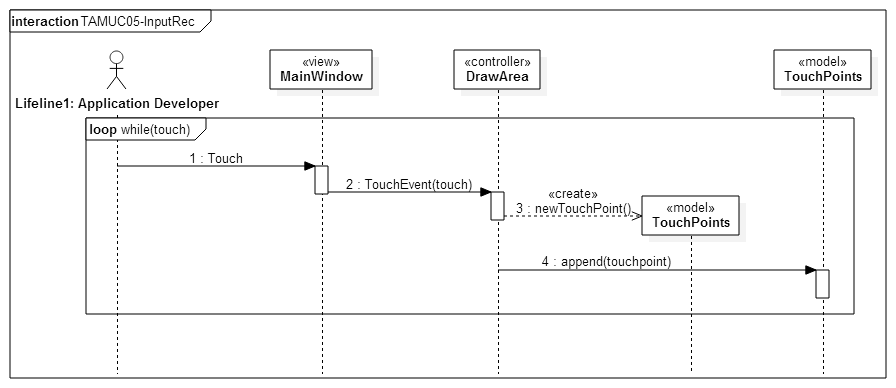 interaction TAMUC05-InputRec
«view»
MainWindow
«controller»
DrawArea
«model»
TouchPoints
Lifeline1: Application Developer
loop while(touch)
1 : Touch
2 : TouchEvent(touch)
«create»
3 : newTouchPoint()
«model»
TouchPoints
4 : append(touchpoint)